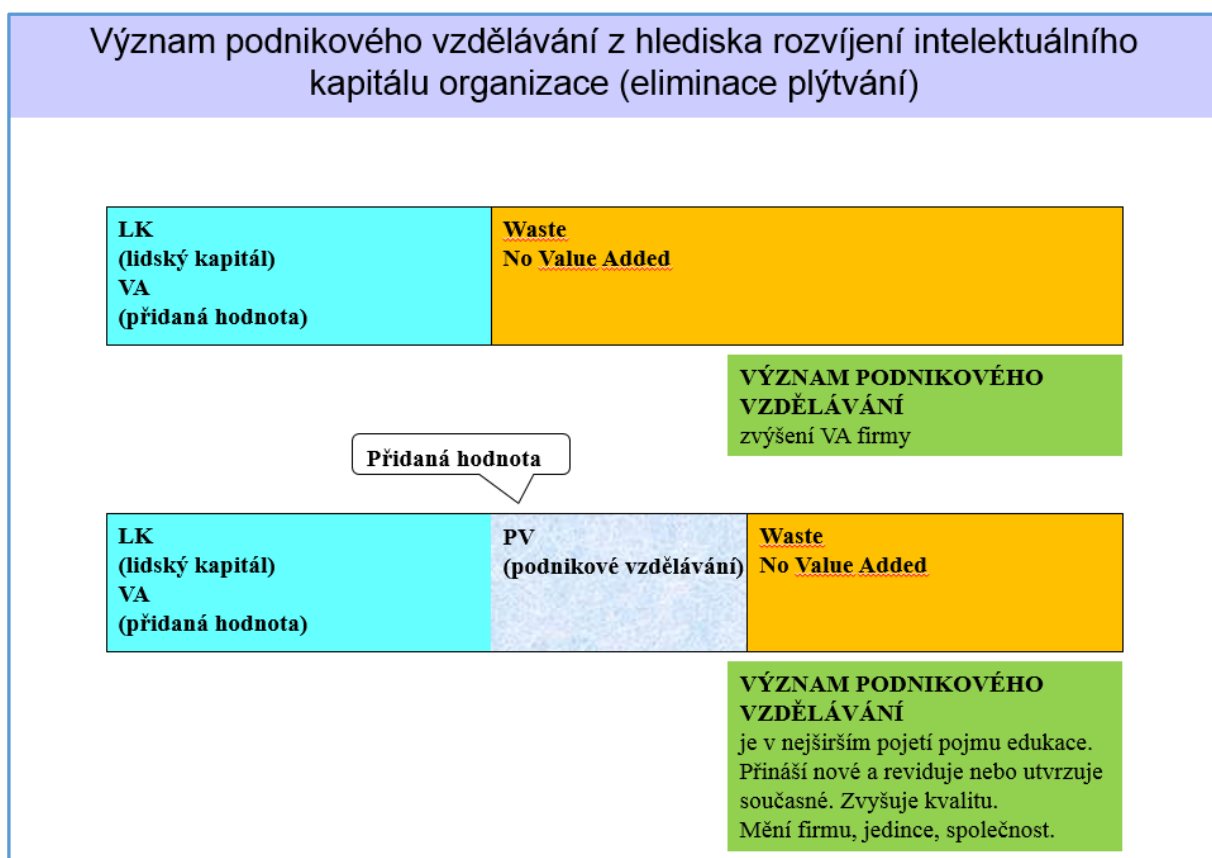 Význam podnikového vzdělávání z hlediska rozvíjení intelektuálního
kapitálu organizace (eliminace plýtvání)
LK
(lidský kapitál)
VA
(přidaná hodnota)
Waste
No Value Added
VÝZNAM PODNIKOVÉHO
VZDĚLÁVÁNÍ
zvýšení VA firmy
Přidaná hodnota
LK
(lidský kapitál)
VA
(přidaná hodnota)
PV
(podnikové vzdělávání)
Waste
No Value Added
VÝZNAM PODNIKOVÉHO
VZDĚLÁVÁNÍ
je v nejširším pojetí pojmu edukace.
Přináší nové a reviduje nebo utvrzuje
současné. Zvyšuje kvalitu.
Mění firmu, jedince, společnost.